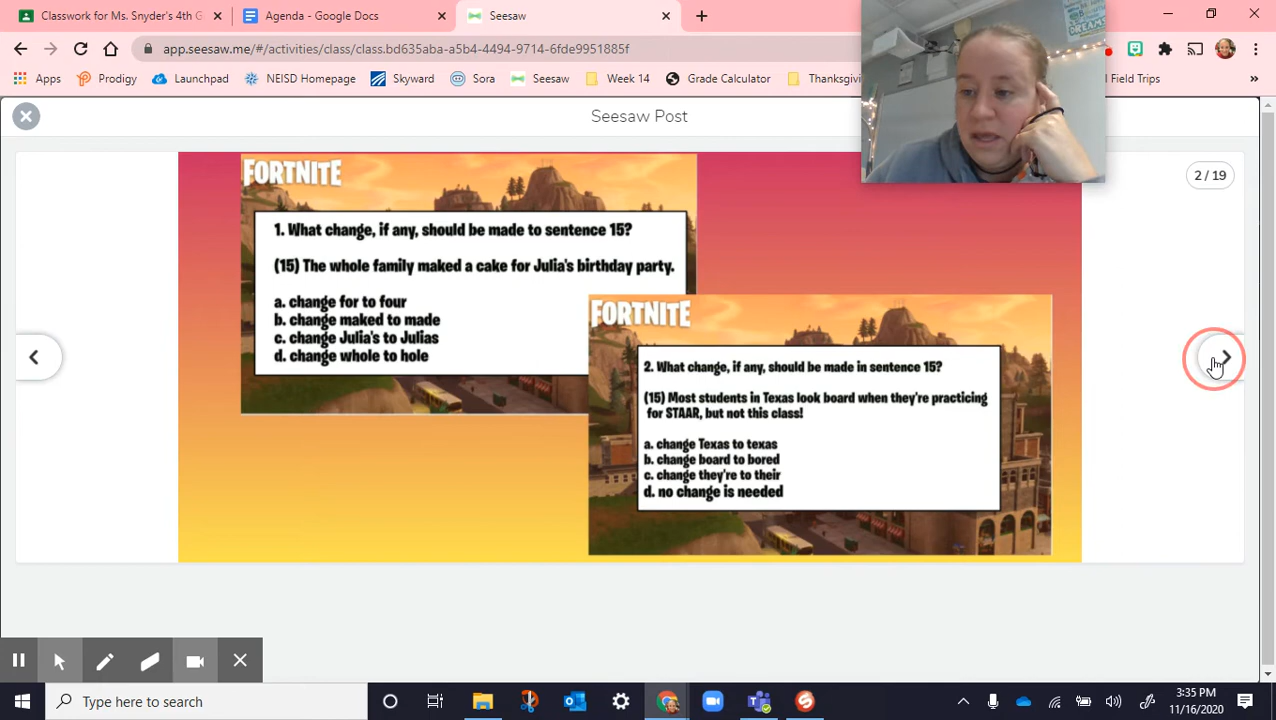 Classwork for Ms. Snyder's 4th G
Agenda - Google Docs
Seesaw
app.seesaw.me/#/activities/class/class.bd635aba-a5b4-4494-9714-6fde9951885f
Apps
Prodigy
Launchpad
NEISD Homepage
Skyward
Sora
Seesaw
Week 14
Grade Calculator
Thanksgivi
l Field Trips
DREAMS
Seesaw Post
2 / 19
FORTNITE
1. What change, if any, should be made to sentence 15?
(15) The whole family maked a cake for Julia's birthday party.
a. change for to four
b. change maked to made
c. change Julia's to Julias
d. change whole to hole
FORTNITE
2. What change, if any, should be made in sentence 15?
(15) Most students in Texas look board when they're practicing
for STAAR, but not this class!
a. change Texas to texas
b. change board to bored
c. change they're to their
d. no change is needed
Type here to search
3:35 PM
11/16/2020